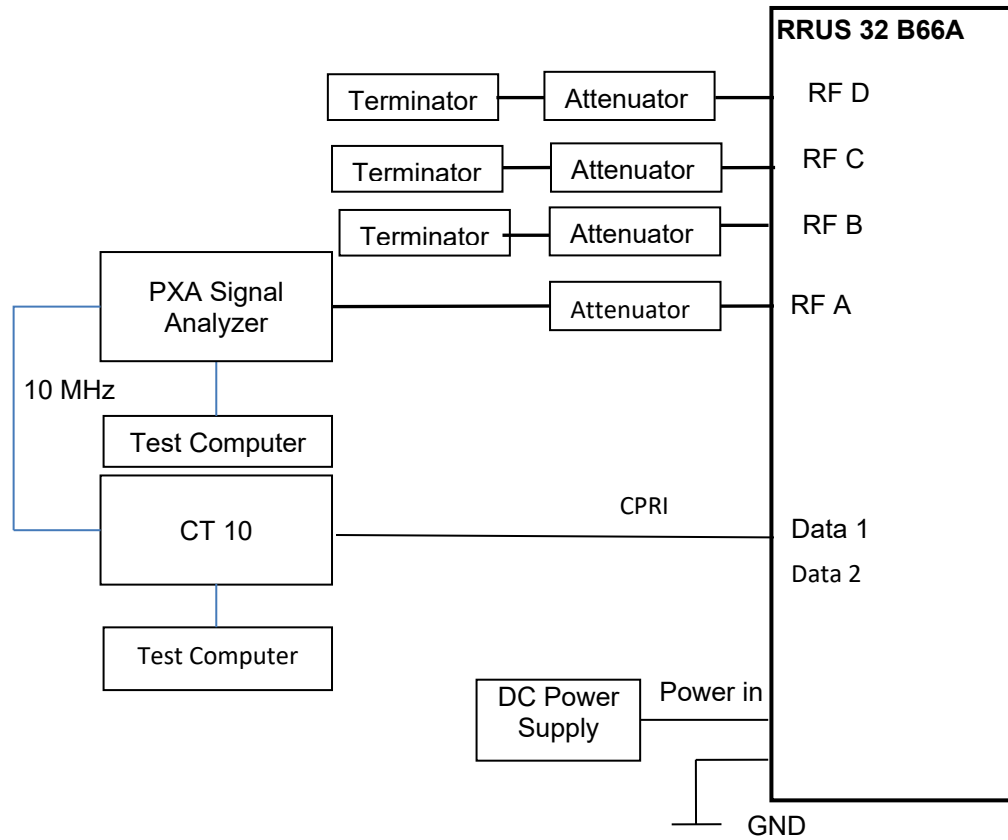 RRUS 32 B66A
Terminator
Attenuator
RF D
Terminator
Attenuator
RF C
Terminator
Attenuator
RF B
PXA Signal
Analyzer
Attenuator
RF A
10 MHz
Test Computer
CT 10
CPRI
Data 1
Data 2
Test Computer
DC Power
Supply
Power in
GND